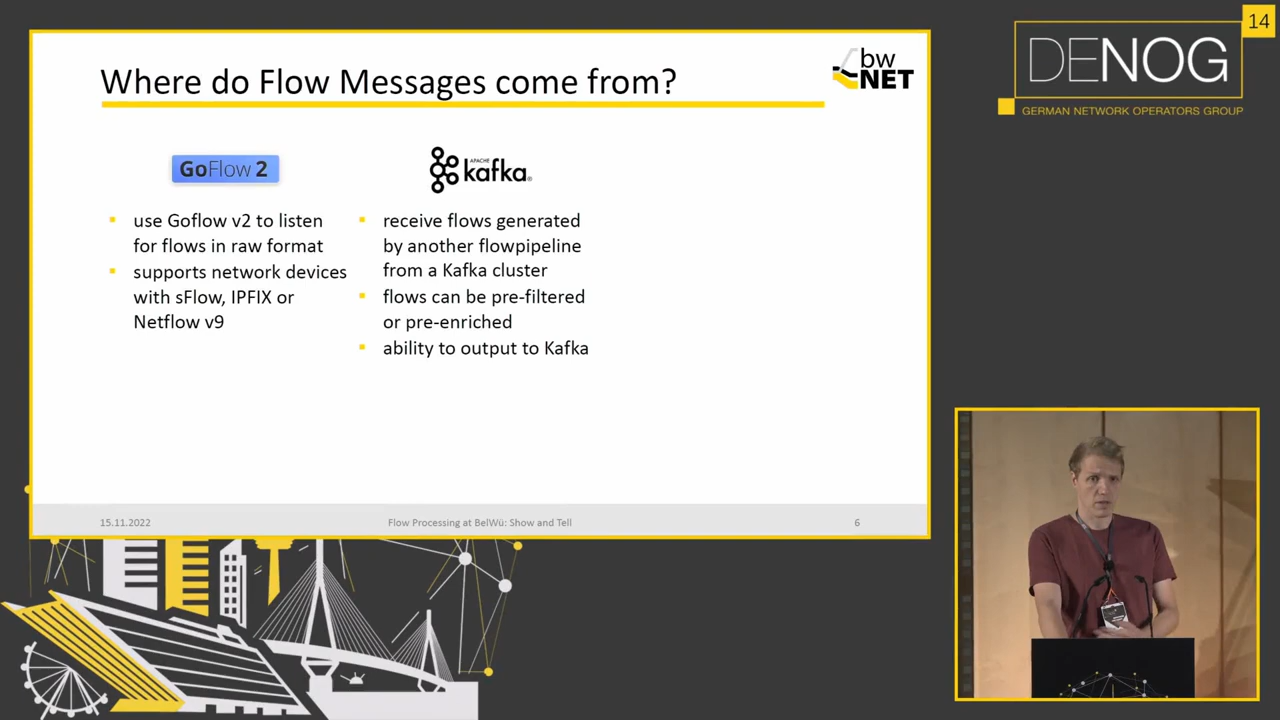 14
DENOG
GERMAN NETWORK OPERATORS GROUP
Where do Flow Messages come from?
bw
NET
GoFlow 2
▪ use Goflow v2 to listen
for flows in raw format
▪ supports network devices
with sFlow, IPFIX or
Netflow v9
APACHE
kafka®
▪ receive flows generated
by another flowpipeline
from a Kafka cluster
▪ flows can be pre-filtered
or pre-enriched
▪ ability to output to Kafka
15.11.2022
Flow Processing at BelWü: Show and Tell
6